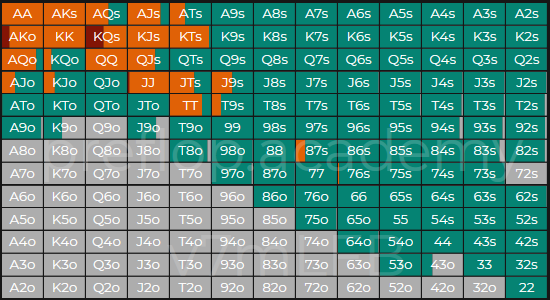 AA AKs AQs AJs ATs A9s A8s A7s A6s A5s A4s A3s A2s
AKo KK KQs KJs KTs K9s K8s K7s K6s K5s K4s K3s K2s
AQo KQo QQ QJs QTs Q9s Q8s Q7s Q6s Q5s Q4s Q3s Q2s
AJo KJo QJo JJ JTs J9s J8s J7s J6s J5s J4s J3s J2s
ATo KTo QTo JTo TT T9s T8s T7s T6s T5s T4s T3s T2s
A9o K9o Q9o J9o T9o 99 98s 97s 96s 95s 94s 93s 92s
A8o K8o Q8o J8o T8o 98o 88 87s 86s 85s 84s 83s 82s
A7o K7o Q7o J7o T7o 97o 87o 77 76s 75s 74s 73s 72s
A6o K6o Q6o J6o T6o 96o 86o 76o 66 65s 64s 63s 62s
A5o K5o Q5o J5o T5o 95o 85o 75o 65o 55 54s 53s 52s
A4o K4o Q4o J4o T4o 94o 84o 74o 64o 54o 44 43s 42s
A3o K3o Q3o J3o T3o 93o 83o 73o 63o 53o 43o 33 32s
A2o K2o Q2o J2o T2o 92o 82o 72o 62o 52o 42o 32o 22
preflop.academy